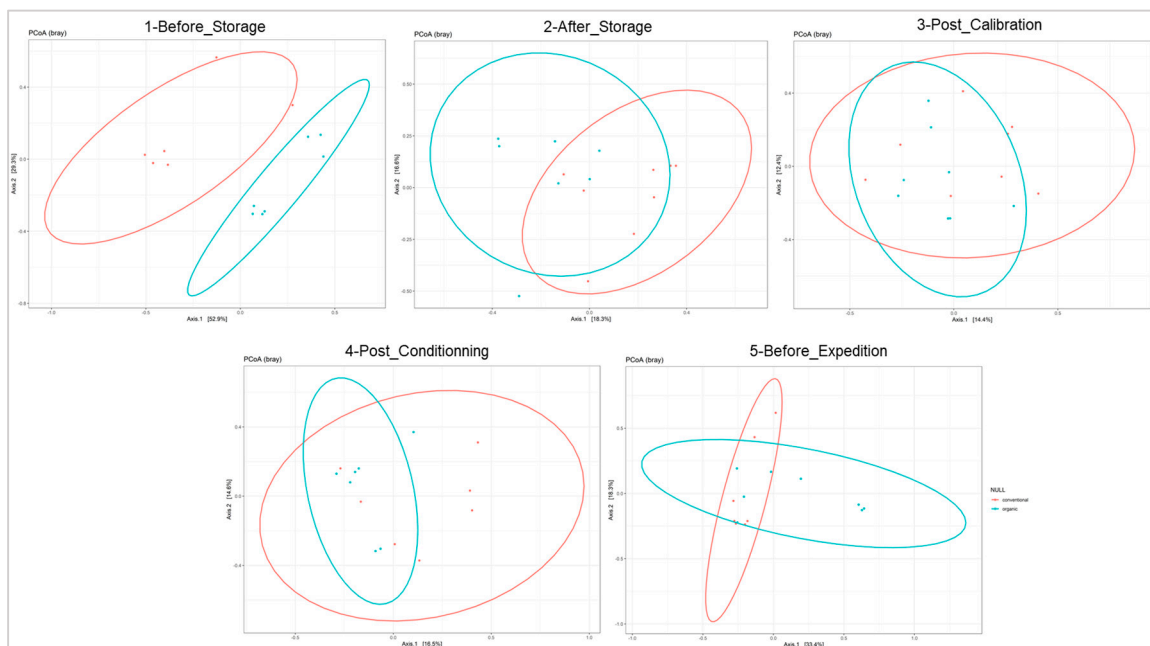 1-Before_Storage
PCoA (bray)
0.4
0.0
-0.4
-0.8
Axis.2 [29.3%]
-1.0
-0.5
0.0
0.5
Axis.1 [52.9%]
2-After_Storage
PCoA (bray)
0.50
0.25
0.00
-0.25
-0.50
Axis.2 [16.6%]
-0.4
0.0
0.4
Axis.1 [18.3%]
3-Post_Calibration
PCoA (bray)
0.4
0.0
-0.4
Axis.2 [12.4%]
-0.5
0.0
0.5
Axis.1 [14.4%]
4-Post_Conditionning
PCoA (bray)
0.4
0.0
-0.4
Axis.2 [14.6%]
-0.5
0.0
0.5
1.0
Axis.1 [16.5%]
5-Before_Expedition
PCoA (bray)
0.5
0.0
-0.5
-1.0
Axis.2 [18.3%]
-1.0
-0.5
0.0
0.5
1.0
Axis.1 [33.4%]
NULL
conventional
organic